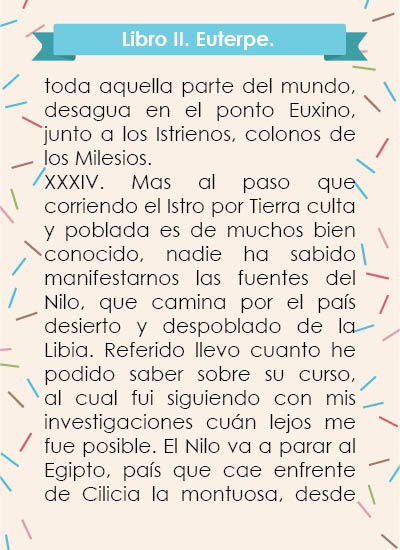 Libro II. Euterpe.
toda aquella parte del mundo,
desagua en el ponto Euxino,
junto a los Istrienos, colonos de
los Milesios.
XXXIV. Mas al paso que
corriendo el Istro por Tierra culta
y poblada es de muchos bien
conocido, nadie ha sabido
manifestarnos las fuentes del
Nilo, que camina por el país
desierto y despoblado de la
Libia. Referido llevo cuanto he
podido saber sobre su curso,
al cual fui siguiendo con mis
investigaciones cuán lejos me
fue posible. El Nilo va a parar al
Egipto, país que cae enfrente
de Cilicia la montuosa, desde